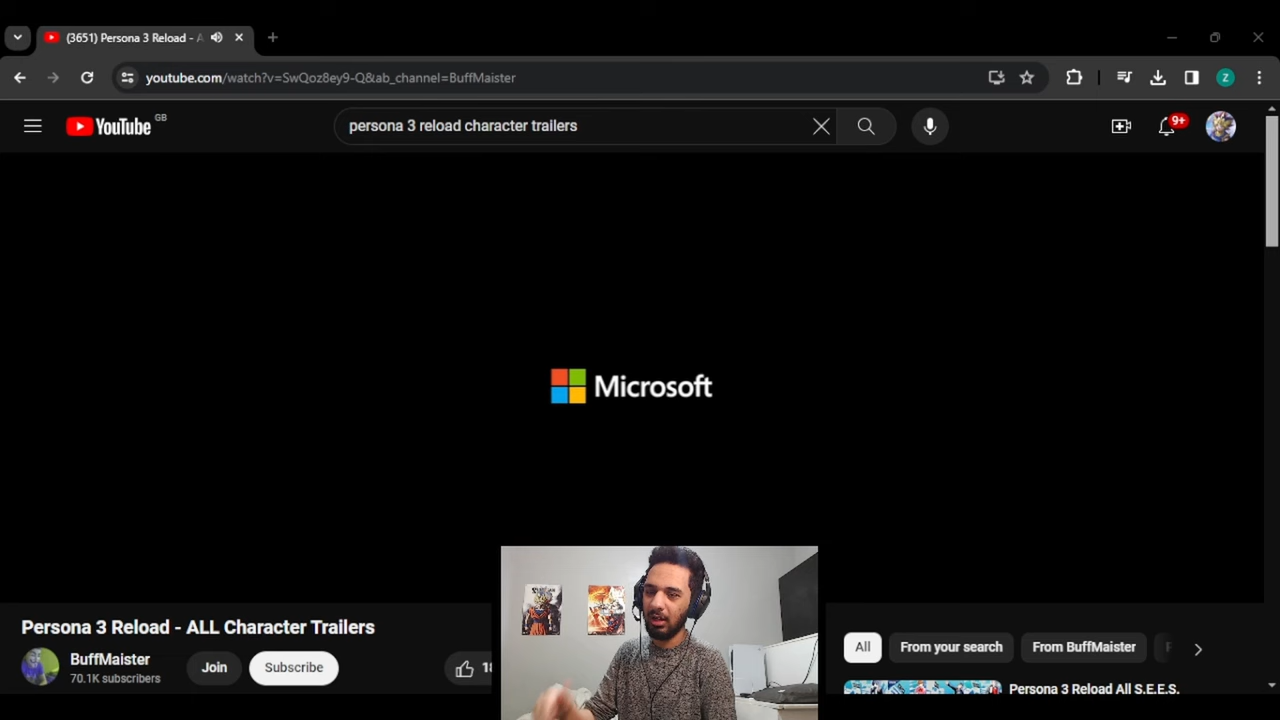 (3651) Persona 3 Reload - A
youtube.com/watch?v=SwQoz8ey9-Q&ab_channel=BuffMaister
Z
YouTube GB
persona 3 reload character trailers
9+
Microsoft
Persona 3 Reload - ALL Character Trailers
BuffMaister
70.1K subscribers
Join
Subscribe
18
All
From your search
From BuffMaister
Persona 3 Reload All S.E.E.S.